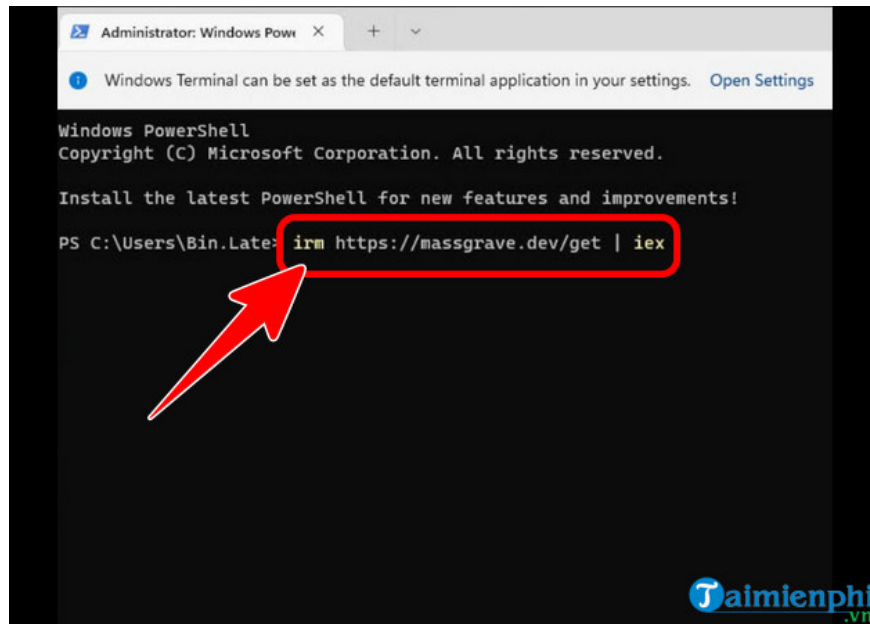 Administrator: Windows Powe
Windows Terminal can be set as the default terminal application in your settings. Open Settings
Windows PowerShell
Copyright (C) Microsoft Corporation. All rights reserved.
Install the latest PowerShell for new features and improvements!
PS C:\Users\Bin.Late> irm https://massgrave.dev/get | iex
Taimienphi
.vn